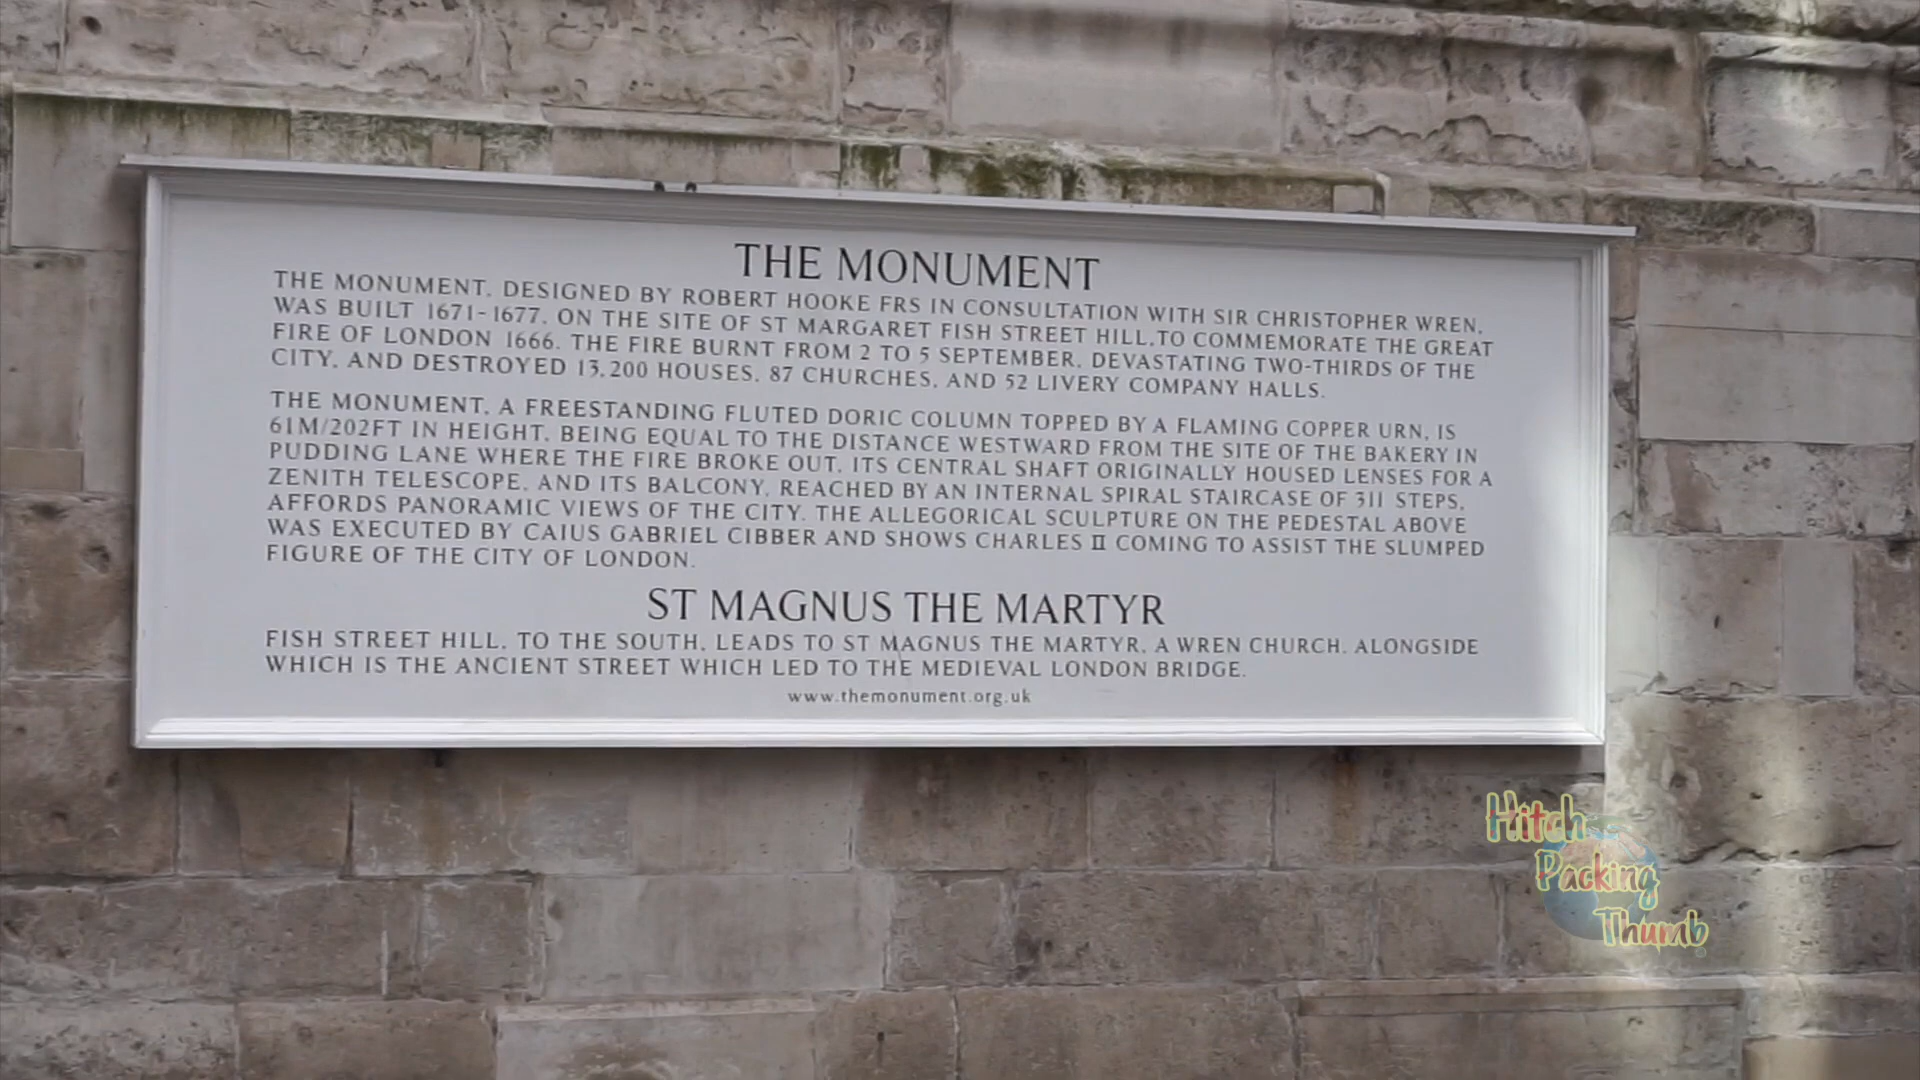 THE MONUMENT
THE MONUMENT, DESIGNED BY ROBERT HOOKE FRS IN CONSULTATION WITH SIR CHRISTOPHER WREN,
WAS BUILT 1671-1677, ON THE SITE OF ST MARGARET FISH STREET HILL, TO COMMEMORATE THE GREAT
FIRE OF LONDON 1666. THE FIRE BURNT FROM 2 TO 5 SEPTEMBER, DEVASTATING TWO-THIRDS OF THE
CITY, AND DESTROYED 13,200 HOUSES, 87 CHURCHES, AND 52 LIVERY COMPANY HALLS.
THE MONUMENT, A FREESTANDING FLUTED DORIC COLUMN TOPPED BY A FLAMING COPPER URN, IS
61M/202FT IN HEIGHT, BEING EQUAL TO THE DISTANCE WESTWARD FROM THE SITE OF THE BAKERY IN
PUDDING LANE WHERE THE FIRE BROKE OUT. ITS CENTRAL SHAFT ORIGINALLY HOUSED LENSES FOR A
ZENITH TELESCOPE, AND ITS BALCONY, REACHED BY AN INTERNAL SPIRAL STAIRCASE OF 311 STEPS,
AFFORDS PANORAMIC VIEWS OF THE CITY. THE ALLEGORICAL SCULPTURE ON THE PEDESTAL ABOVE
WAS EXECUTED BY CAIUS GABRIEL CIBBER AND SHOWS CHARLES II COMING TO ASSIST THE SLUMPED
FIGURE OF THE CITY OF LONDON.
ST MAGNUS THE MARTYR
FISH STREET HILL, TO THE SOUTH, LEADS TO ST MAGNUS THE MARTYR, A WREN CHURCH, ALONGSIDE
WHICH IS THE ANCIENT STREET WHICH LED TO THE MEDIEVAL LONDON BRIDGE.
www.themonument.org.uk
Hitch
Packing
Thumb